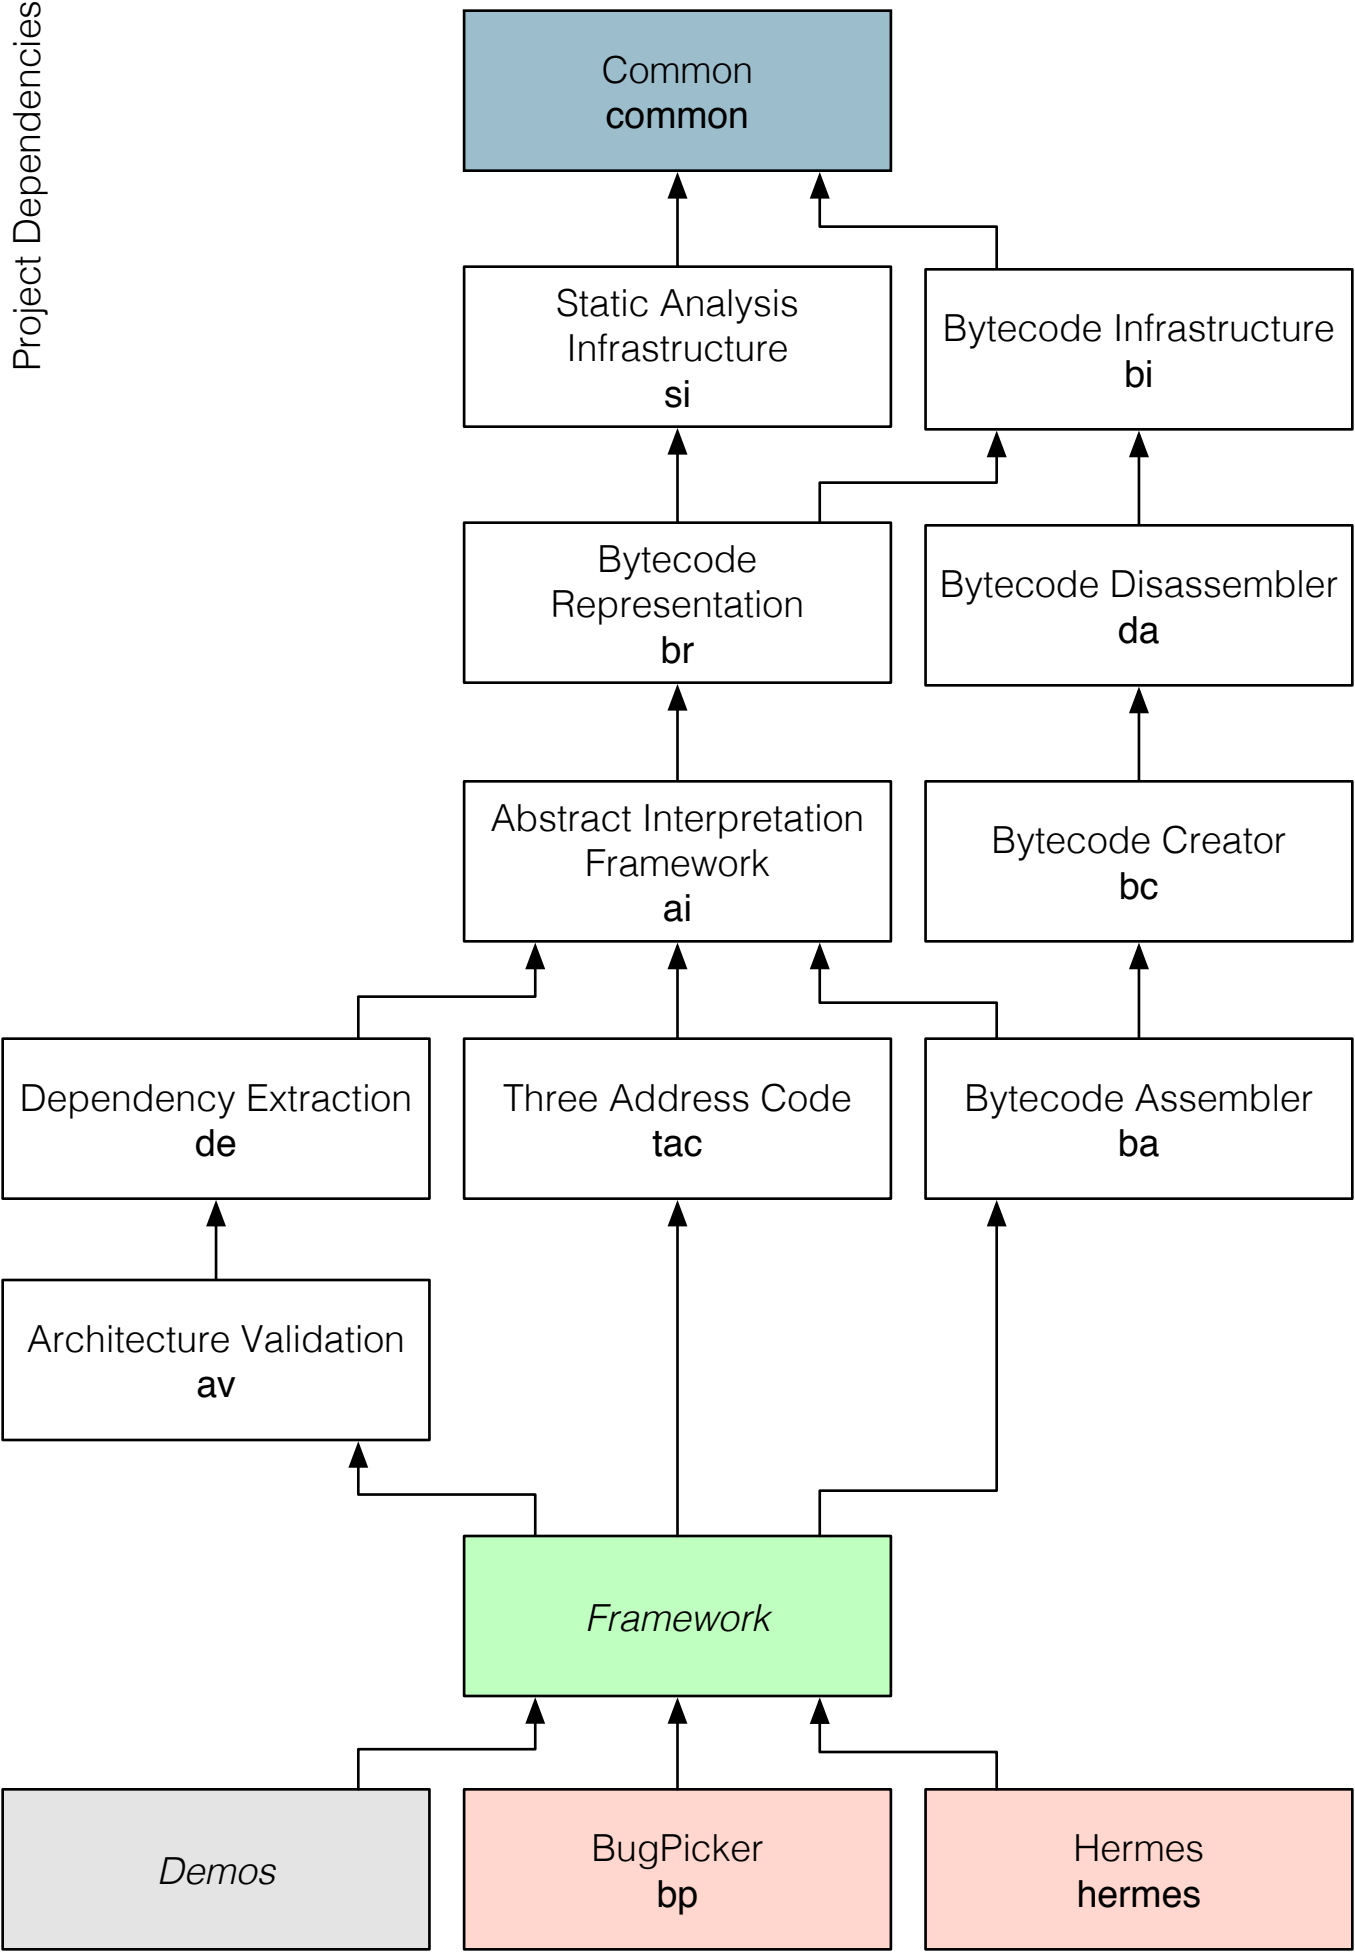 Project Dependencies
Common
common
Static Analysis
Infrastructure
si
Bytecode Infrastructure
bi
Bytecode
Representation
br
Bytecode Disassembler
da
Abstract Interpretation
Framework
ai
Bytecode Creator
bc
Dependency Extraction
de
Three Address Code
tac
Bytecode Assembler
ba
Architecture Validation
av
Framework
Demos
BugPicker
bp
Hermes
hermes